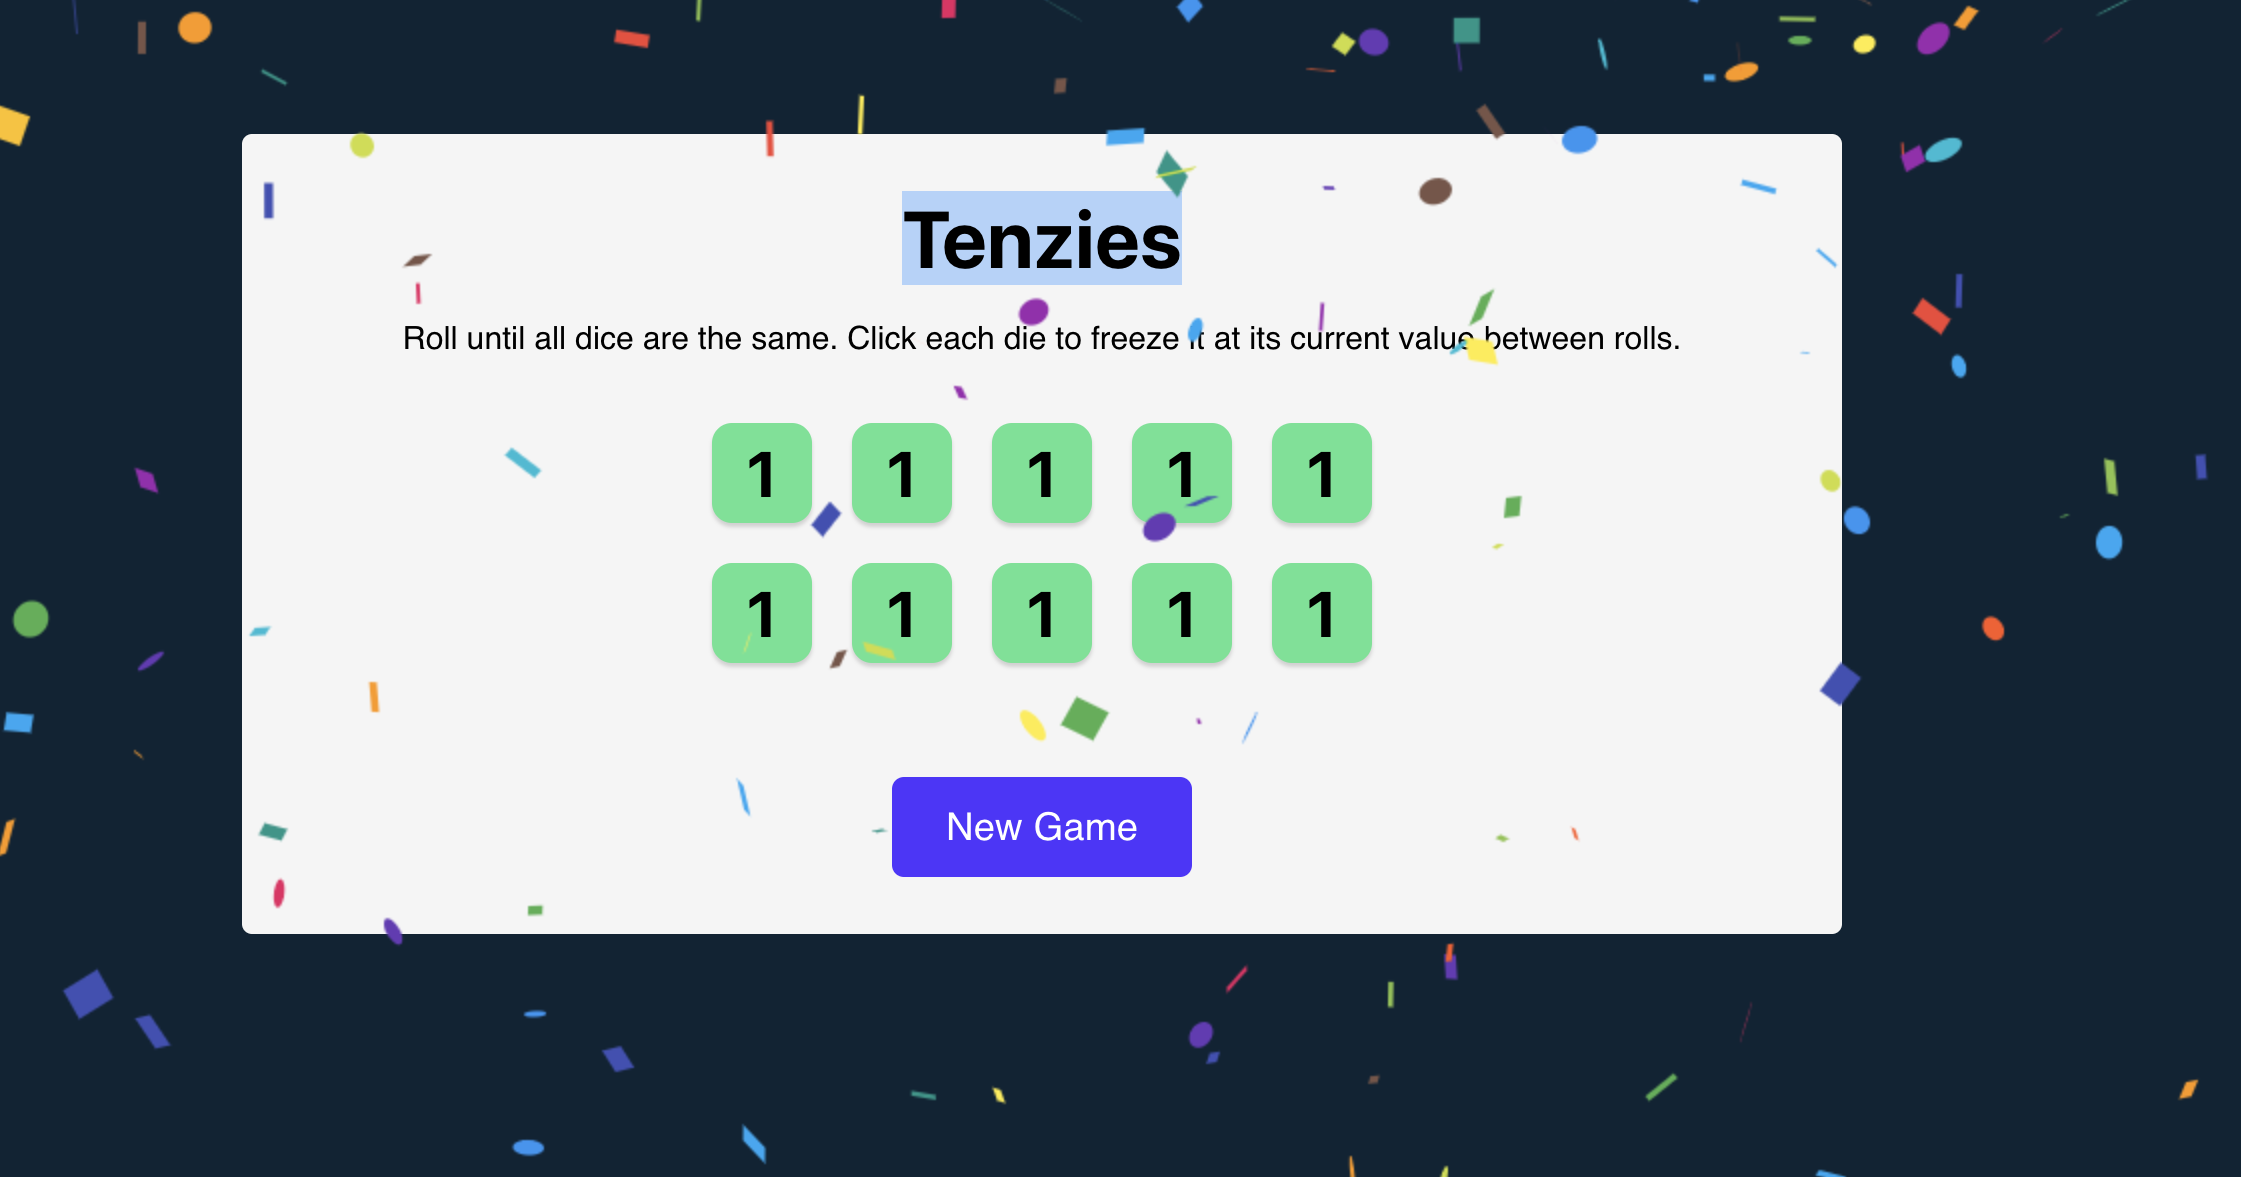 Tenzies
Roll until all dice are the same. Click each die to freeze it at its current value between rolls.
1 1 1 1 1
1 1 1 1 1
New Game